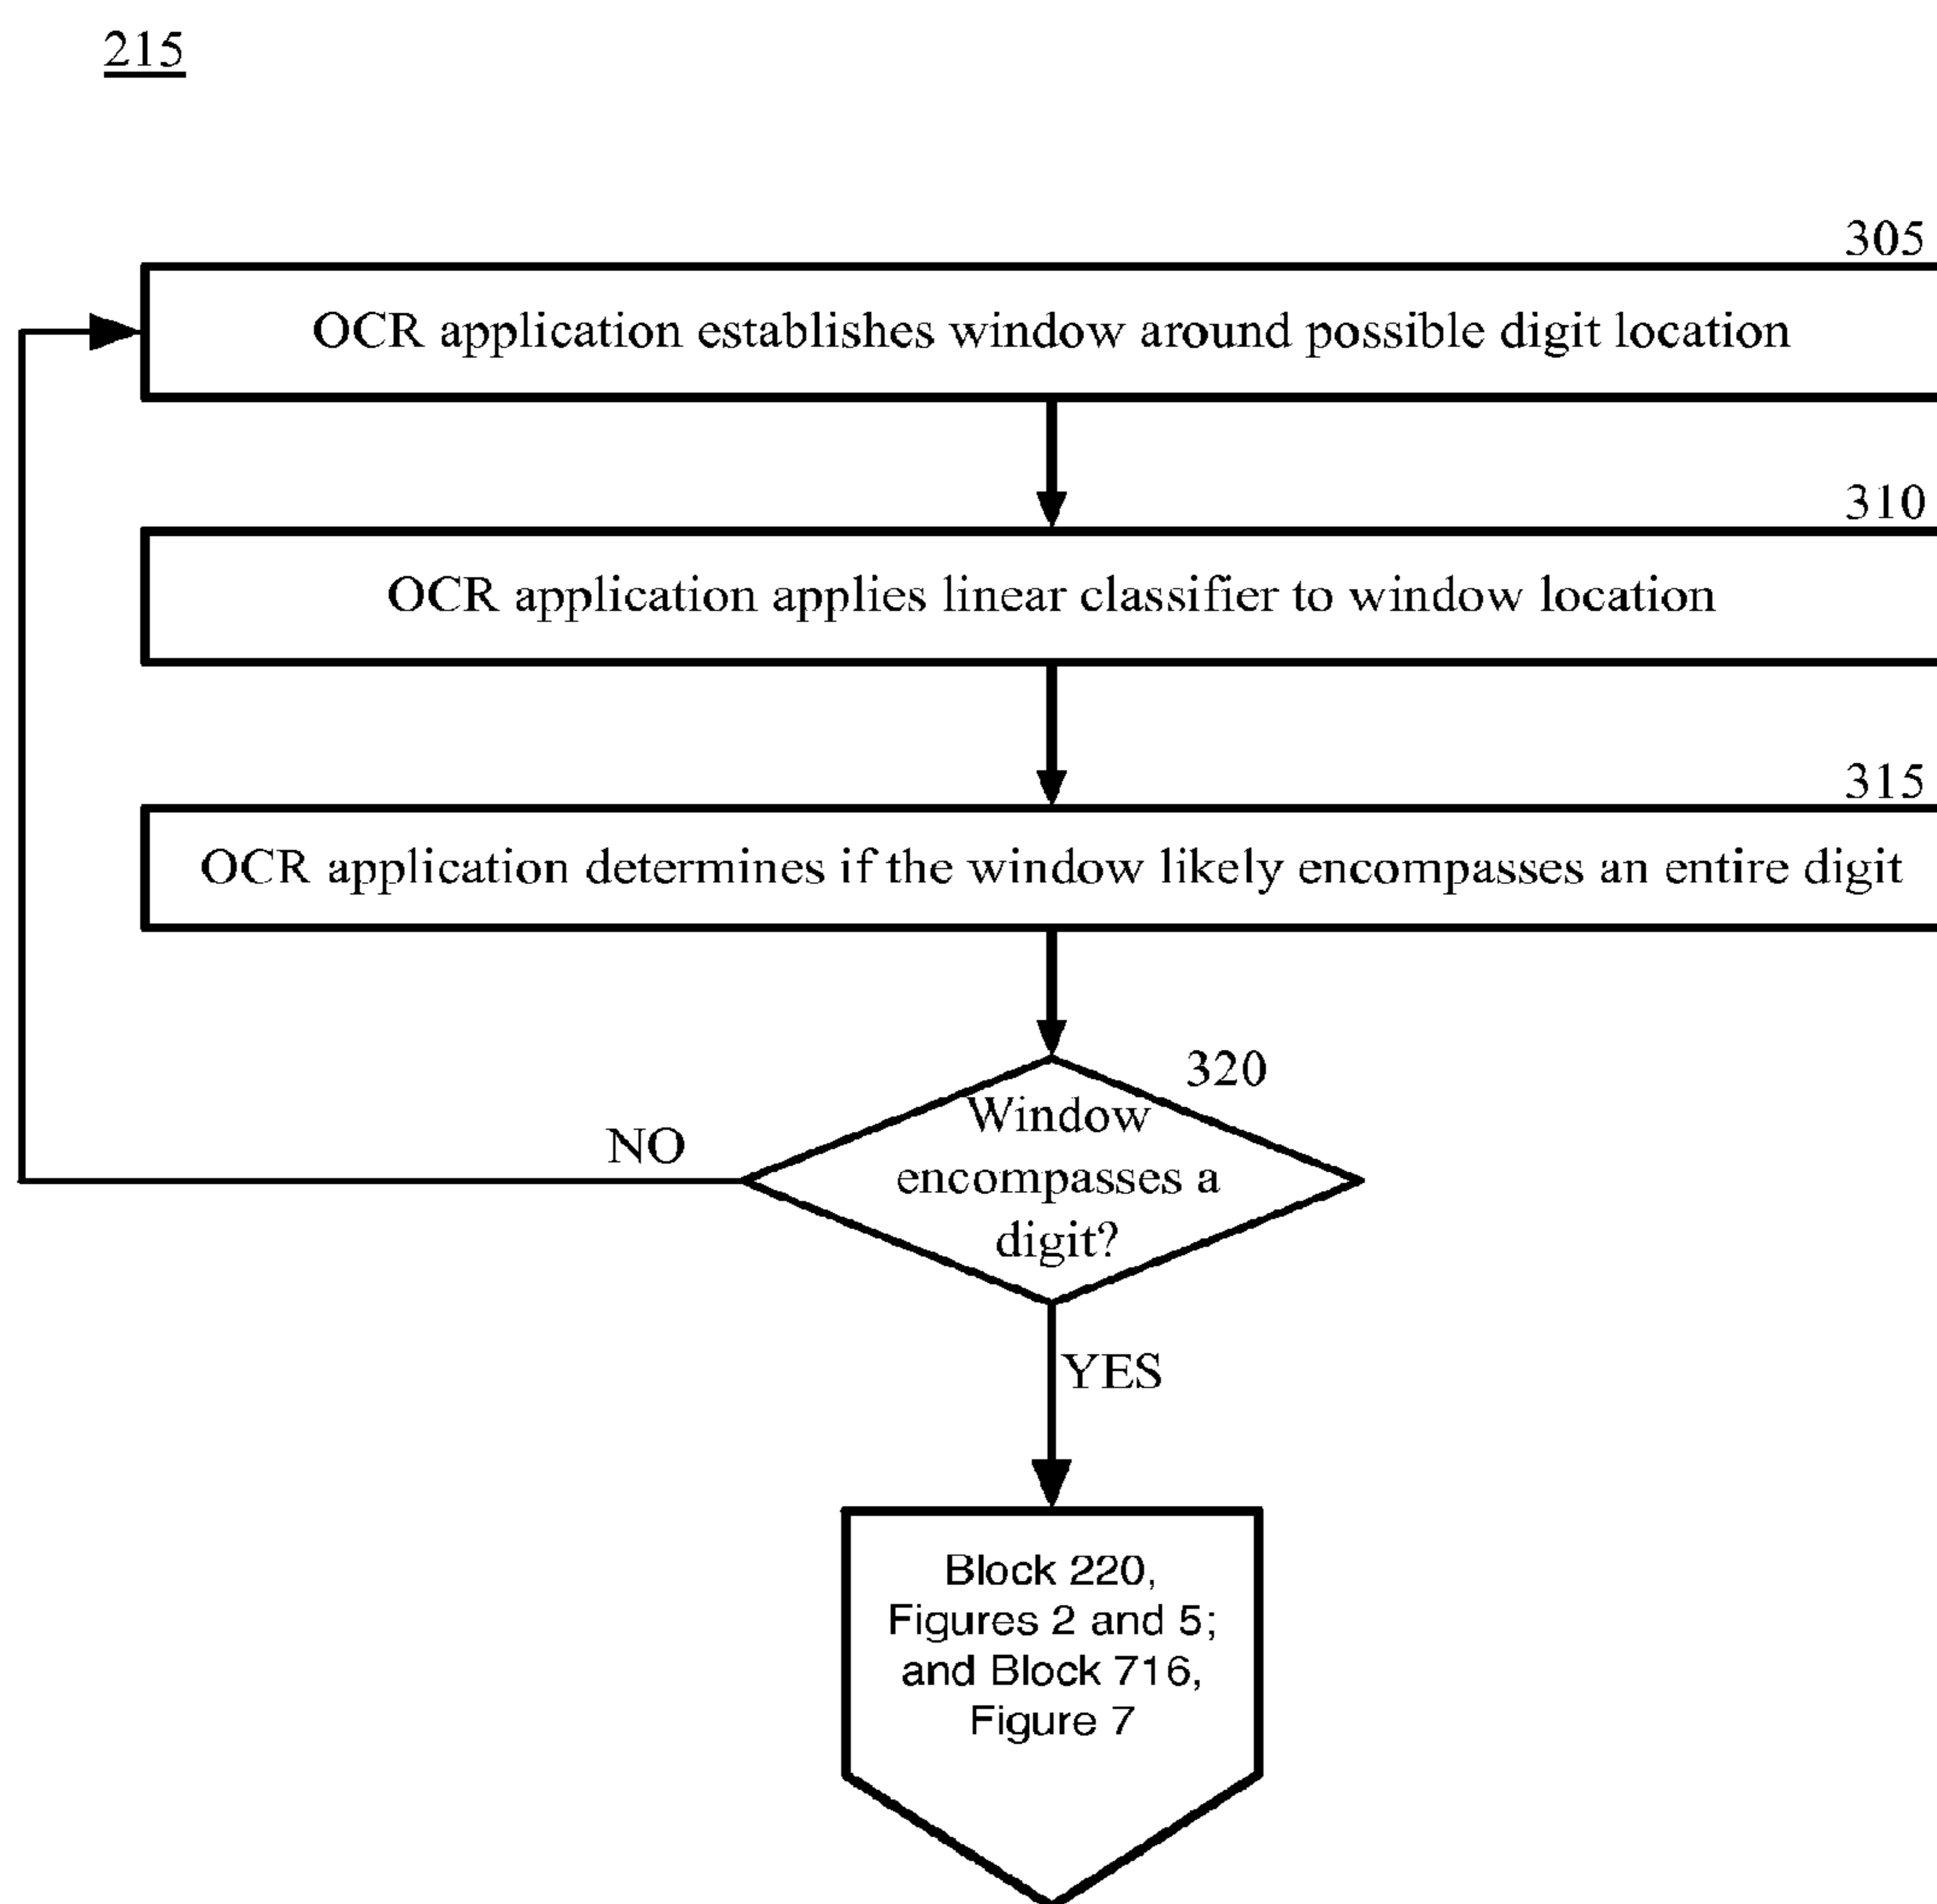 215
305
OCR application establishes window around possible digit location
310
OCR application applies linear classifier to window location
315
OCR application determines if the window likely encompasses an entire digit
320
Window
encompasses a
digit?
NO
YES
Block 220,
Figures 2 and 5;
and Block 716,
Figure 7